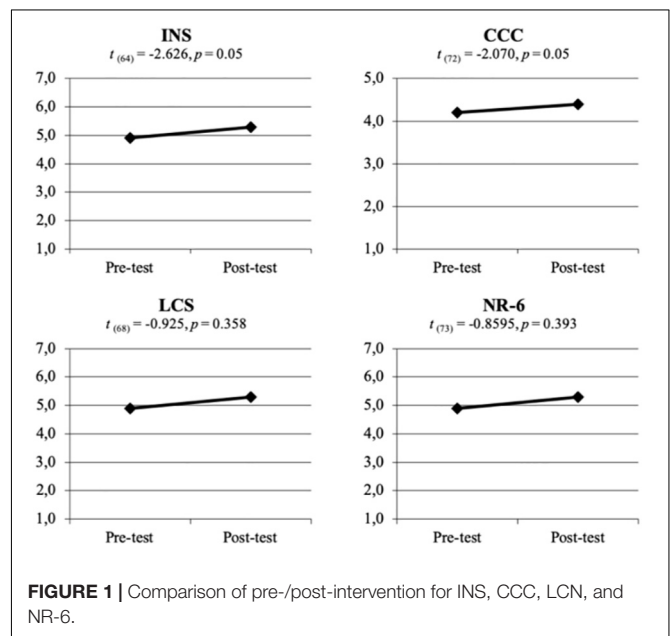 INS
t (64) = -2.626, p = 0.05
7,0
6,0
5,0
4,0
3,0
2,0
1,0
Pre-test Post-test
CCC
t (72) = -2.070, p = 0.05
5,0
4,0
3,0
2,0
1,0
Pre-test Post-test
LCS
t (68) = -0.925, p = 0.358
7,0
6,0
5,0
4,0
3,0
2,0
1,0
Pre-test Post-test
NR-6
t (73) = -0.8595, p = 0.393
7,0
6,0
5,0
4,0
3,0
2,0
1,0
Pre-test Post-test
FIGURE 1 | Comparison of pre-/post-intervention for INS, CCC, LCN, and
NR-6.